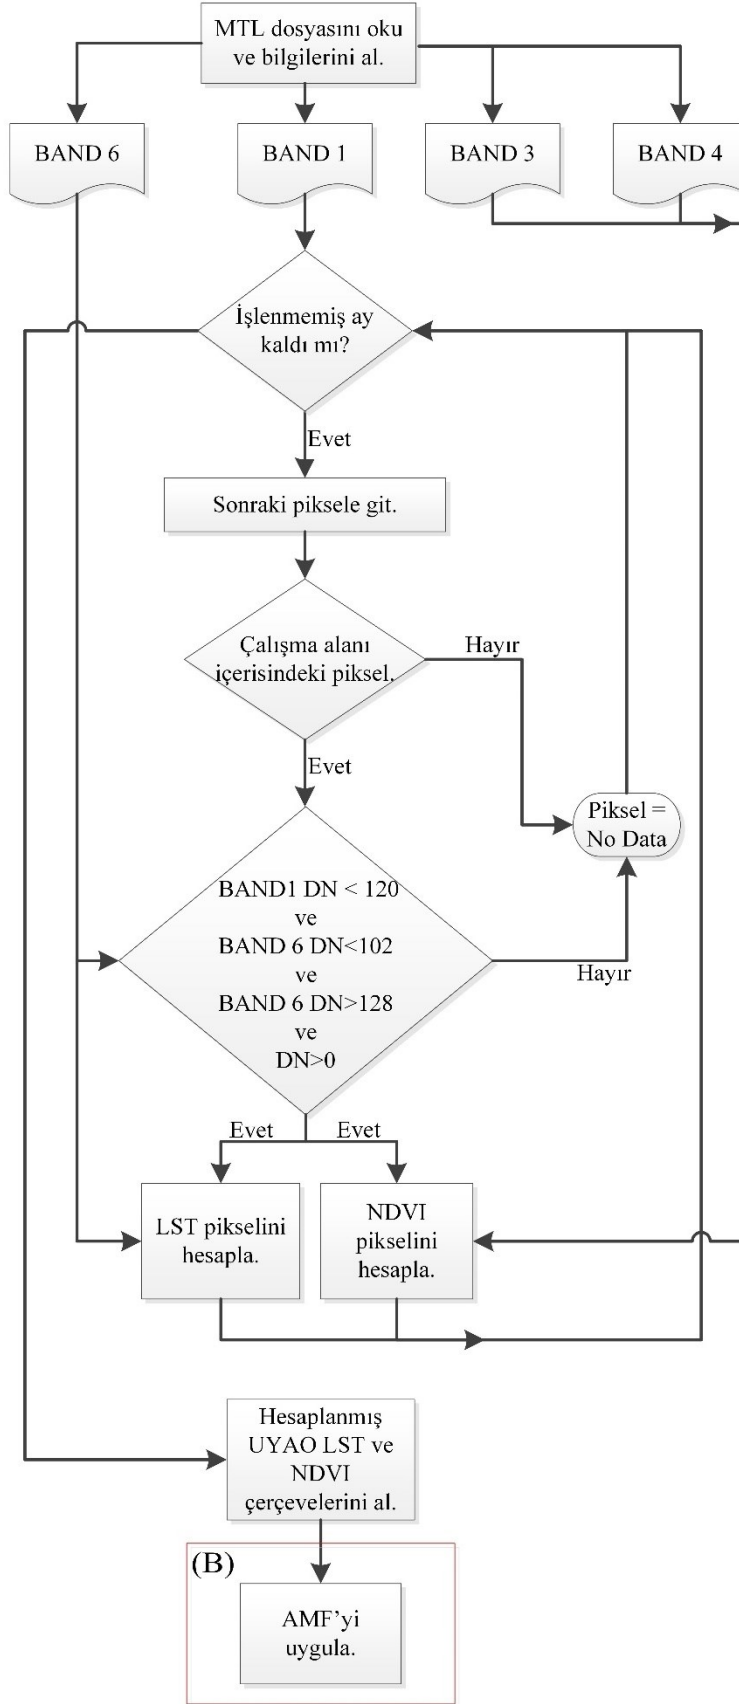 MTL dosyasını oku
ve bilgilerini al.
BAND 6
BAND 1
BAND 3
BAND 4
İşlenmemiş ay
kaldı mı?
Evet
Sonraki piksele git.
Çalışma alanı
içerisindeki piksel.
Hayır
Evet
Piksel =
No Data
BAND1 DN < 120
ve
BAND 6 DN<102
ve
BAND 6 DN>128
ve
DN>0
Hayır
Evet
Evet
LST pikselini
hesapla.
NDVI
pikselini
hesapla.
Hesaplanmış
UYAO LST ve
NDVI
çerçevelerini al.
(B)
AMF’yi
uygula.